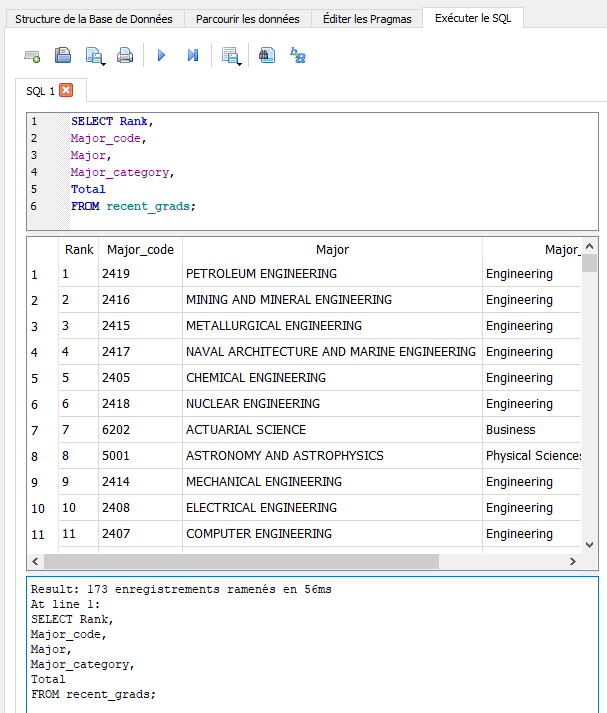 Structure de la Base de Données Parcourir les données Éditer les Pragmas Exécuter le SQL
SQL 1
1 SELECT Rank,
2 Major_code,
3 Major,
4 Major_category,
5 Total
6 FROM recent_grads;
Rank Major_code Major Major_
1 1 2419 PETROLEUM ENGINEERING Engineering
2 2 2416 MINING AND MINERAL ENGINEERING Engineering
3 3 2415 METALLURGICAL ENGINEERING Engineering
4 4 2417 NAVAL ARCHITECTURE AND MARINE ENGINEERING Engineering
5 5 2405 CHEMICAL ENGINEERING Engineering
6 6 2418 NUCLEAR ENGINEERING Engineering
7 7 6202 ACTUARIAL SCIENCE Business
8 8 5001 ASTRONOMY AND ASTROPHYSICS Physical Sciences
9 9 2414 MECHANICAL ENGINEERING Engineering
10 10 2408 ELECTRICAL ENGINEERING Engineering
11 11 2407 COMPUTER ENGINEERING Engineering
Result: 173 enregistrements ramenés en 56ms
At line 1:
SELECT Rank,
Major_code,
Major,
Major_category,
Total
FROM recent_grads;